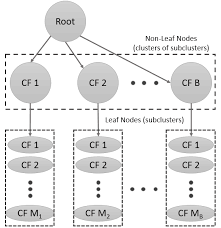 Root
Non-Leaf Nodes
(clusters of subclusters)
CF 1 CF 2 CF B
Leaf Nodes (subclusters)
CF 1 CF 1 CF 1
CF 2 CF 2 CF 2
CF M₁ CF M₂ CF M_B